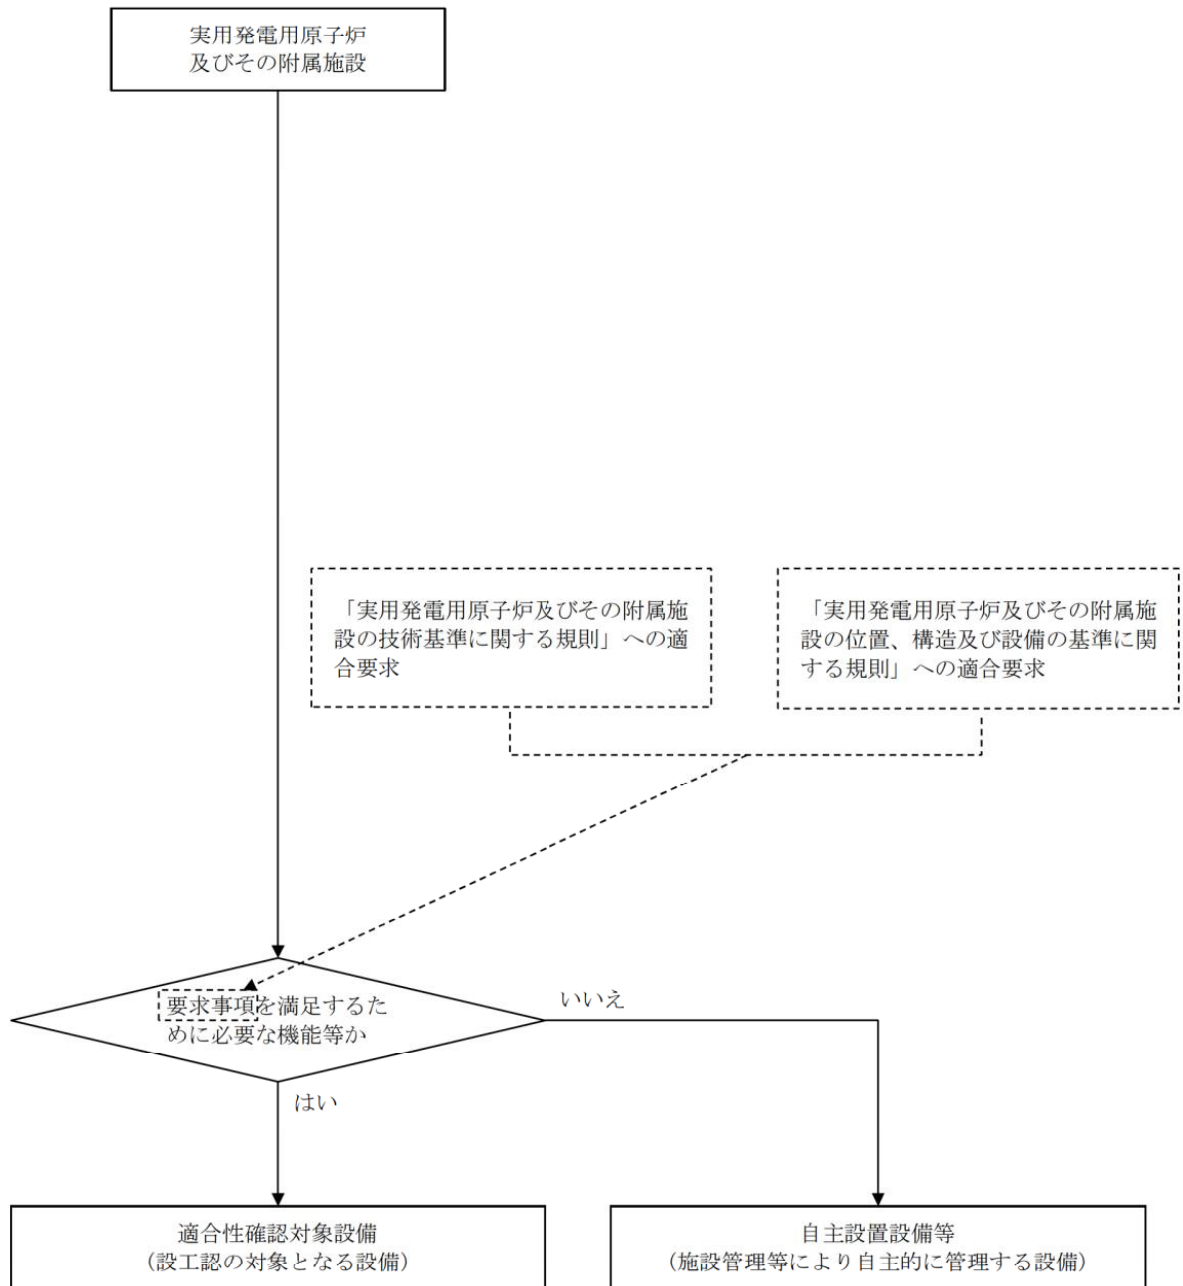 実用発電用原子炉
及びその附属施設
「実用発電用原子炉及びその附属施
設の技術基準に関する規則」への適
合要求
「実用発電用原子炉及びその附属施
設の位置、構造及び設備の基準に関
する規則」への適合要求
要求事項を満足するた
めに必要な機能等か
いいえ
はい
適合性確認対象設備
（設工認の対象となる設備）
自主設置設備等
（施設管理等により自主的に管理する設備）